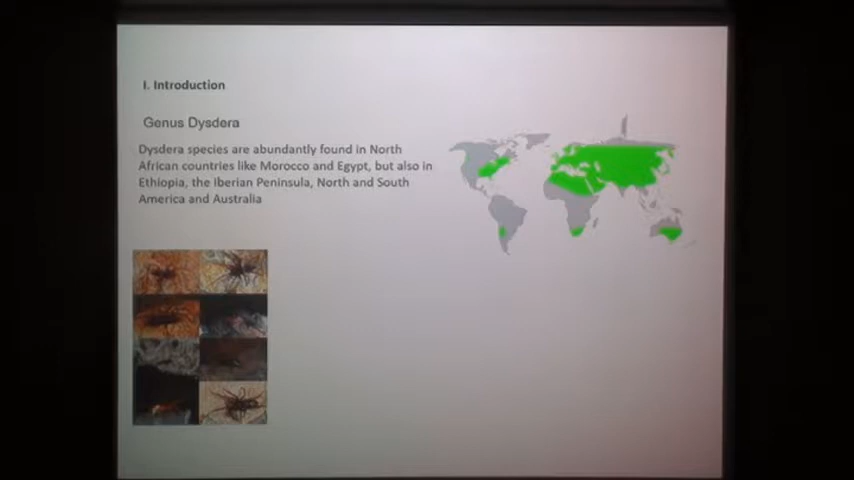 I. Introduction
Genus Dysdera
Dysdera species are abundantly found in North
African countries like Morocco and Egypt, but also in
Ethiopia, the Iberian Peninsula, North and South
America and Australia